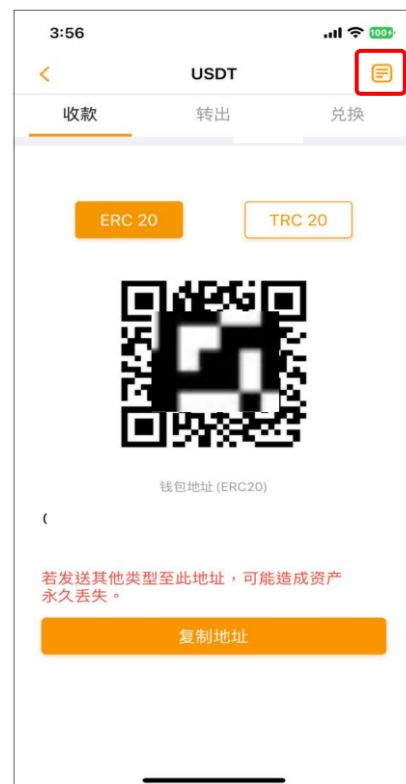 3:56
100+
USDT
收款 转出 兑换
ERC 20 TRC 20
钱包地址 (ERC20)
(
若发送其他类型至此地址，可能造成资产
永久丢失。
复制地址